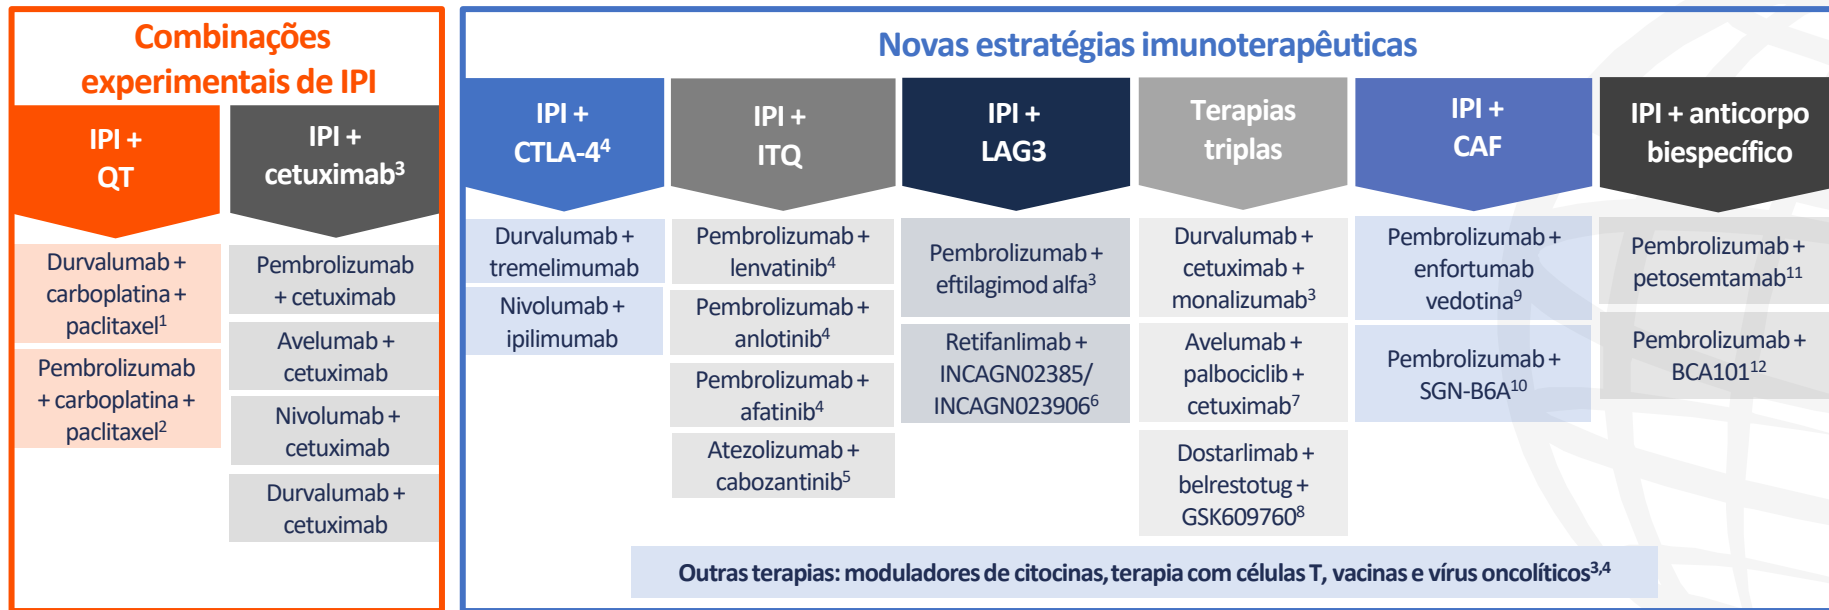 Combinações
experimentais de IPI
IPI +
QT
Durvalumab +
carboplatina +
paclitaxel1
Pembrolizumab
+ carboplatina +
paclitaxel2
IPI +
cetuximab3
Pembrolizumab
+ cetuximab
Avelumab +
cetuximab
Nivolumab +
cetuximab
Durvalumab +
cetuximab
Novas estratégias imunoterapêuticas
IPI +
CTLA-44
Durvalumab +
tremelimumab
Nivolumab +
ipilimumab
IPI +
ITQ
Pembrolizumab +
lenvatinib4
Pembrolizumab +
anlotinib4
Pembrolizumab +
afatinib4
Atezolizumab +
cabozantinib5
IPI +
LAG3
Pembrolizumab +
eftilagimod alfa3
Retifanlimab +
INCAGN02385/
INCAGN0239066
Terapias
triplas
Durvalumab +
cetuximab +
monalizumab3
Avelumab +
palbociclib +
cetuximab7
Dostarlimab +
belrestotug +
GSK6097608
IPI +
CAF
Pembrolizumab +
enfortumab
vedotina9
Pembrolizumab +
SGN-B6A10
IPI + anticorpo
biespecífico
Pembrolizumab +
petosemtamab11
Pembrolizumab +
BCA10112
Outras terapias: moduladores de citocinas, terapia com células T, vacinas e vírus oncolíticos3,4